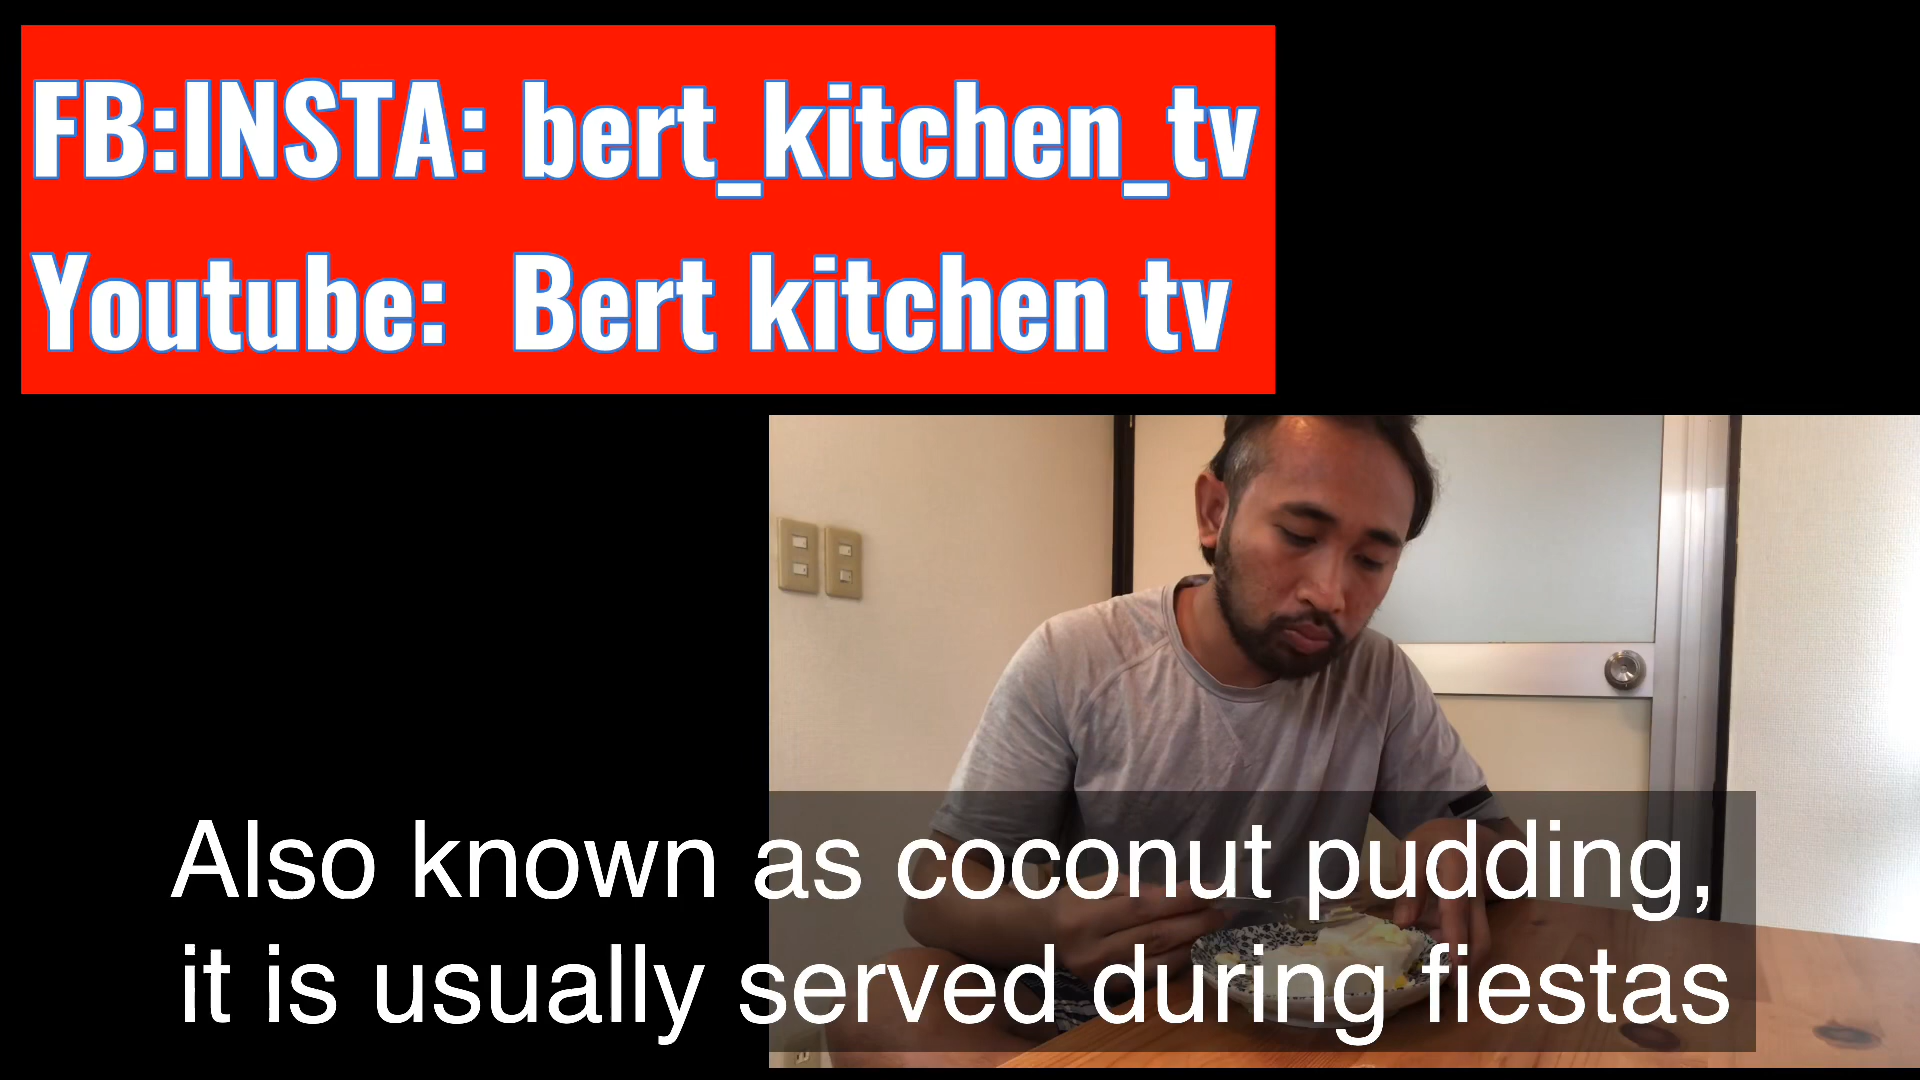 FB:INSTA: bert_kitchen_tv
Youtube: Bert kitchen tv
Also known as coconut pudding,
it is usually served during fiestas